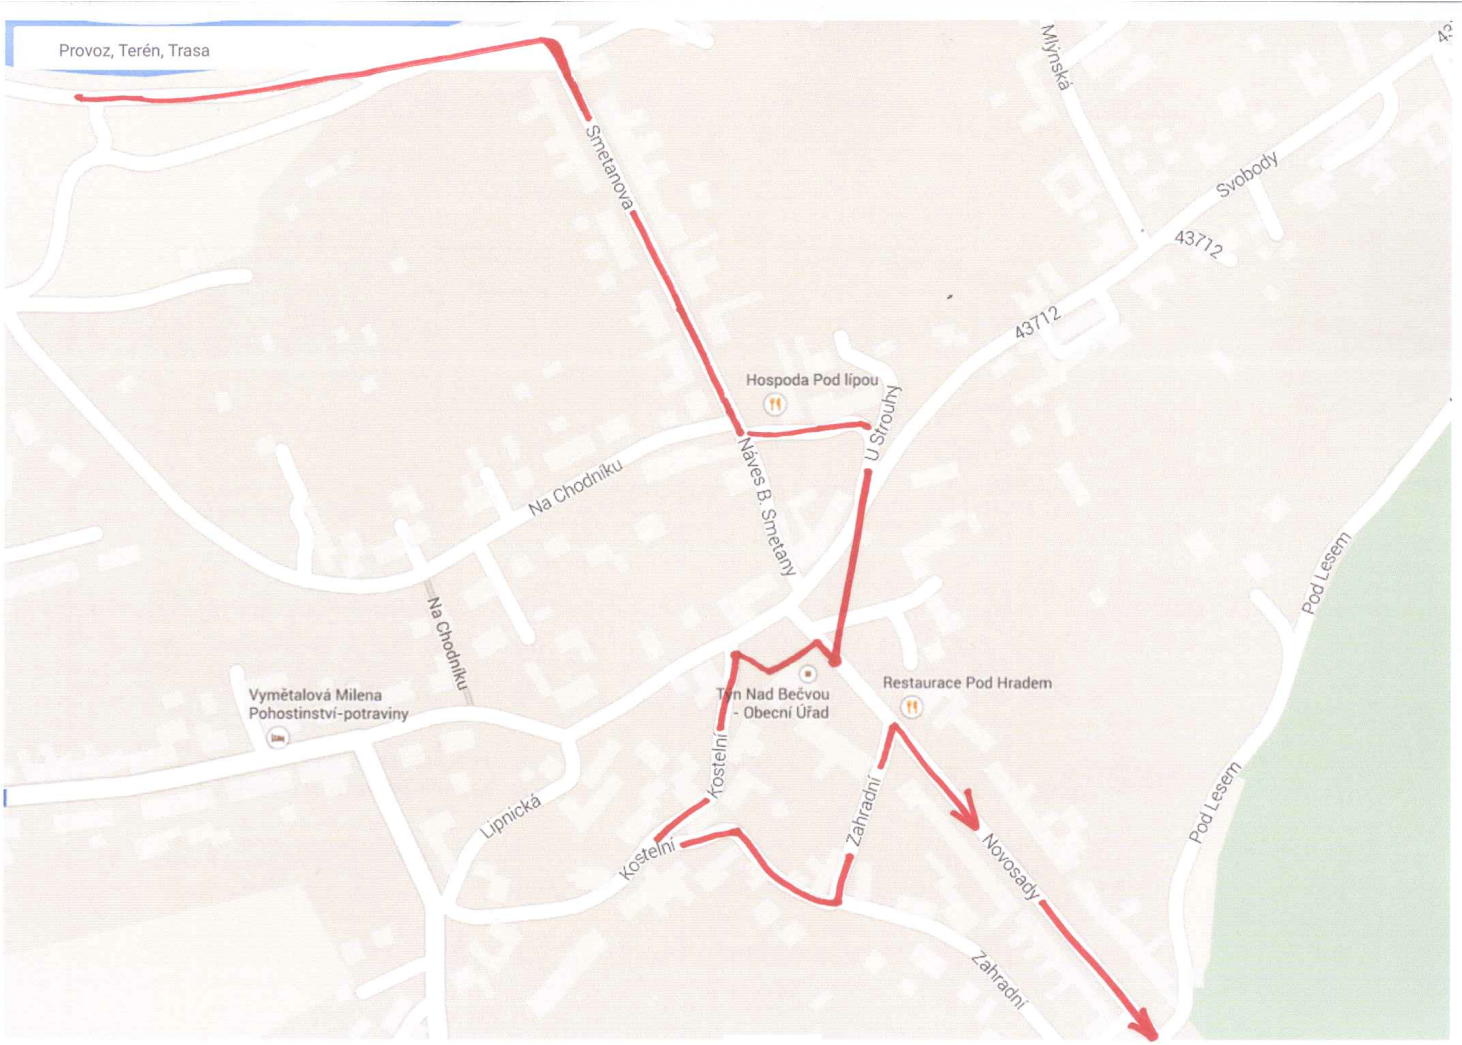 Provoz, Terén, Trasa
Mlýnská
Smetanova
Svobody
43712
43712
Hospoda Pod lípou
U Strouhy
Náves B. Smetany
Na Chodníku
Pod Lesem
Na Chodníku
Vymětalová Milena
Pohostinství-potraviny
Týn Nad Bečvou
- Obecní Úřad
Restaurace Pod Hradem
Kostelní
Pod Lesem
Lipnická
Zahradní
Kostelní
Novosady
Zahradní